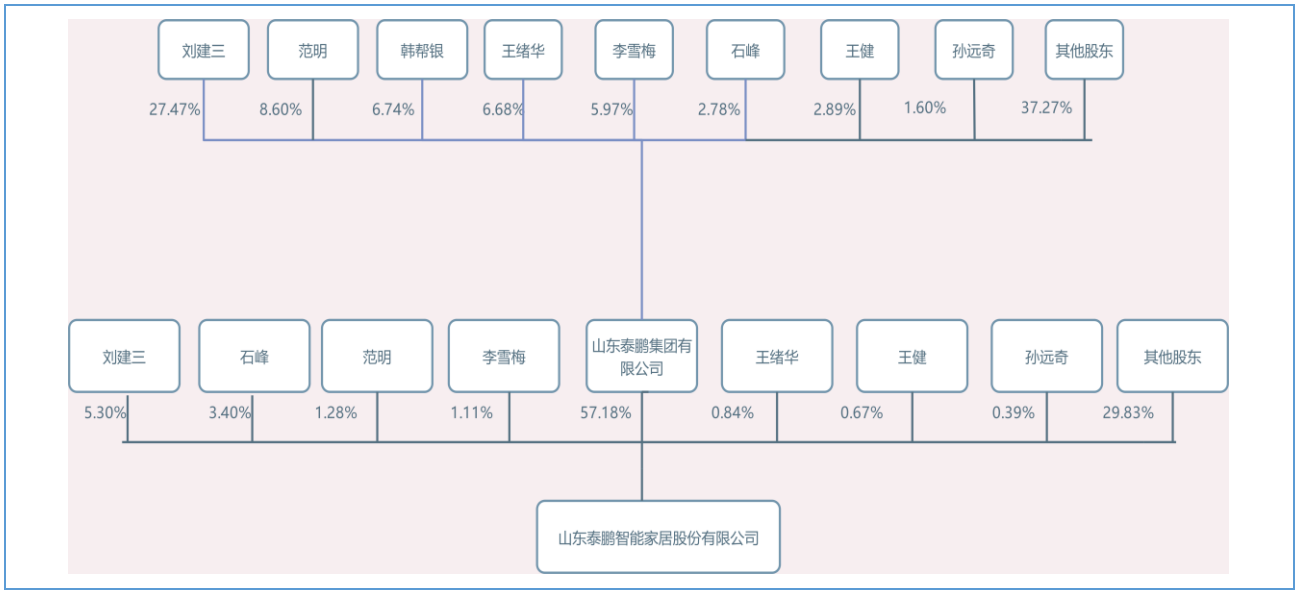 刘建三
范明
韩帮银
王绪华
李雪梅
石峰
王健
孙远奇
其他股东
27.47%
8.60%
6.74%
6.68%
5.97%
2.78%
2.89%
1.60%
37.27%
刘建三
石峰
范明
李雪梅
山东泰鹏集团有
限公司
王绪华
王健
孙远奇
其他股东
5.30%
3.40%
1.28%
1.11%
57.18%
0.84%
0.67%
0.39%
29.83%
山东泰鹏智能家居股份有限公司